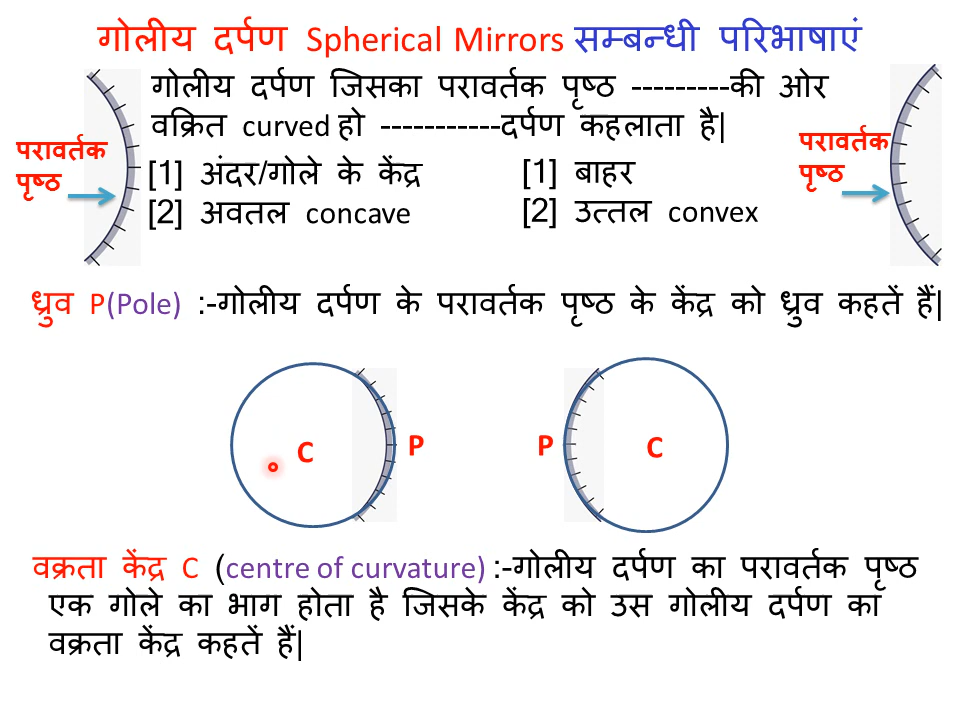 गोलीय दर्पण Spherical Mirrors सम्बन्धी परिभाषाएं
गोलीय दर्पण जिसका परावर्तक पृष्ठ ---------की ओर
वक्रित curved हो -----------दर्पण कहलाता है|
परावर्तक
पृष्ठ
[1] अंदर/गोले के केंद्र
[2] अवतल concave
[1] बाहर
[2] उत्तल convex
परावर्तक
पृष्ठ
ध्रुव P(Pole) :-गोलीय दर्पण के परावर्तक पृष्ठ के केंद्र को ध्रुव कहतें हैं|
C
P
P
C
वक्रता केंद्र C (centre of curvature) :-गोलीय दर्पण का परावर्तक पृष्ठ
एक गोले का भाग होता है जिसके केंद्र को उस गोलीय दर्पण का
वक्रता केंद्र कहतें हैं|